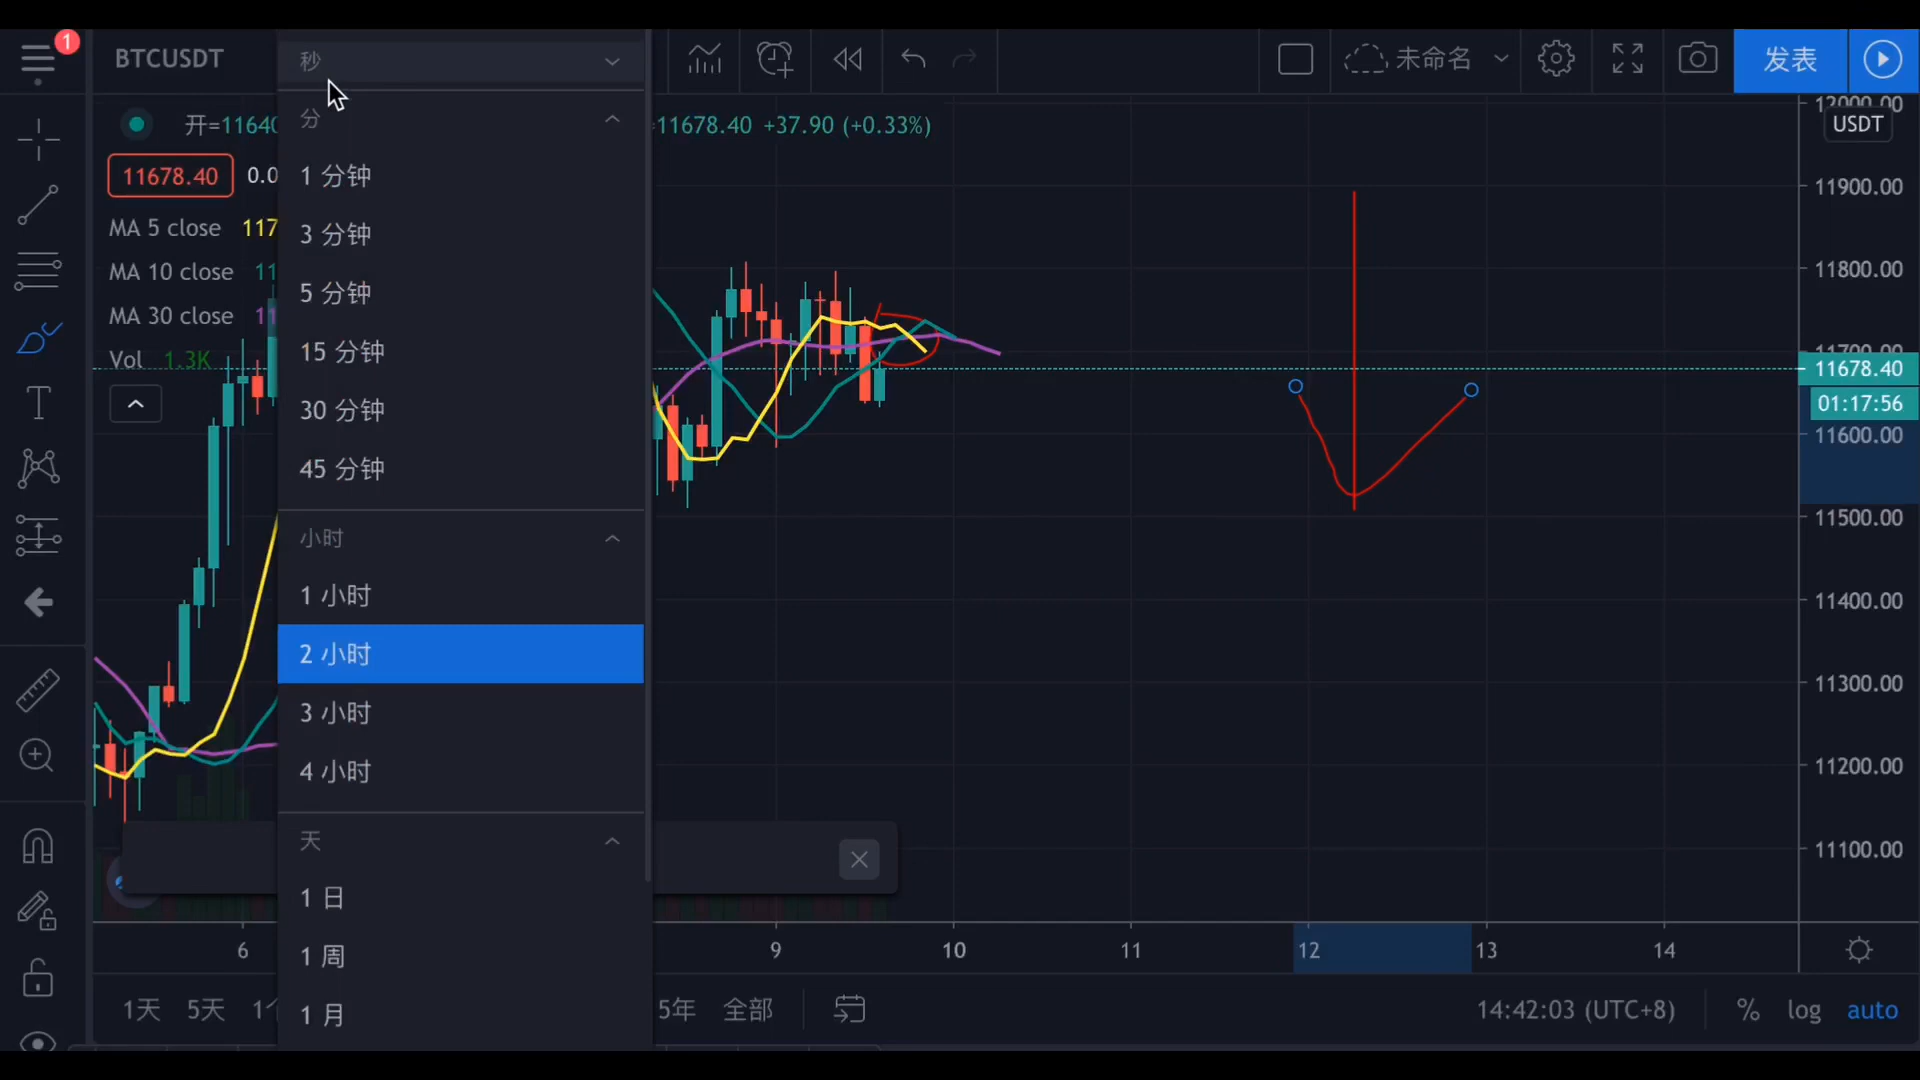 1
BTCUSDT
秒
未命名
发表
分
开=11640
=11678.40 +37.90 (+0.33%)
12000.00
USDT
11678.40
0.0
1 分钟
11900.00
MA 5 close 117
3 分钟
MA 10 close 11
11800.00
5 分钟
MA 30 close 11
Vol 1.3K
15 分钟
11700.00
11678.40
01:17:56
30 分钟
11600.00
45 分钟
11500.00
小时
1 小时
11400.00
2 小时
11300.00
3 小时
4 小时
11200.00
天
11100.00
1 日
1 周
6
9
10
11
12
13
14
1 月
1天
5天
1个
5年
全部
14:42:03 (UTC+8)
%
log
auto